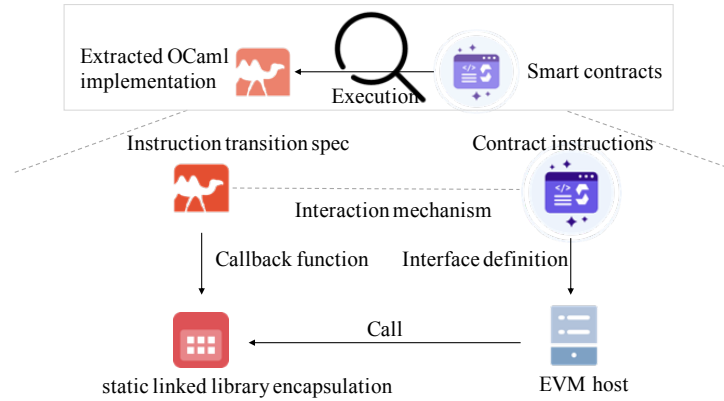 Extracted OCaml
implementation
Execution
Smart contracts
Instruction transition spec
Contract instructions
</>
Interaction mechanism
Callback function
Interface definition
Call
static linked library encapsulation
EVM host